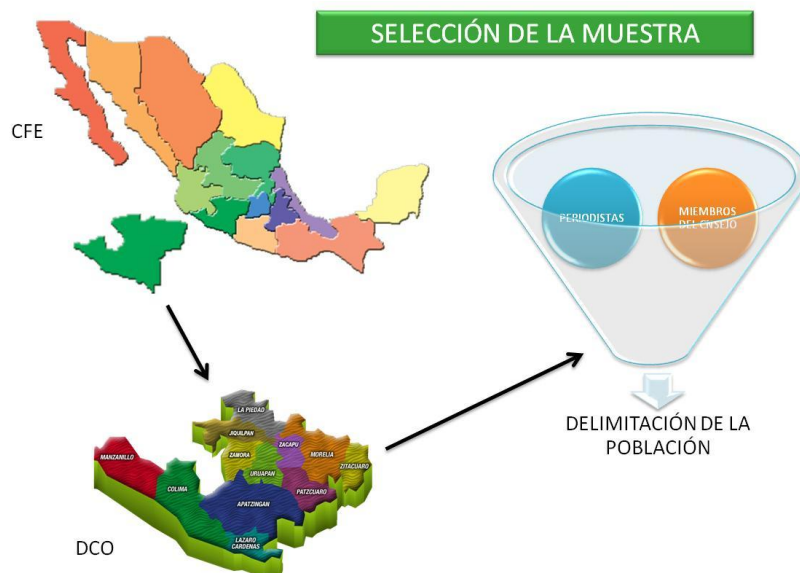 SELECCIÓN DE LA MUESTRA
CFE
PERIODISTAS
MIEMBROS
DEL CNSEJO
LA PIEDAD
JIQUILPAN
ZACAPU
MANZANILLO
ZAMORA
MORELIA
ZITACUARO
URUAPAN
COLIMA
PATZCUARO
APATZINGAN
LAZARO
CARDENAS
DCO
DELIMITACIÓN DE LA
POBLACIÓN